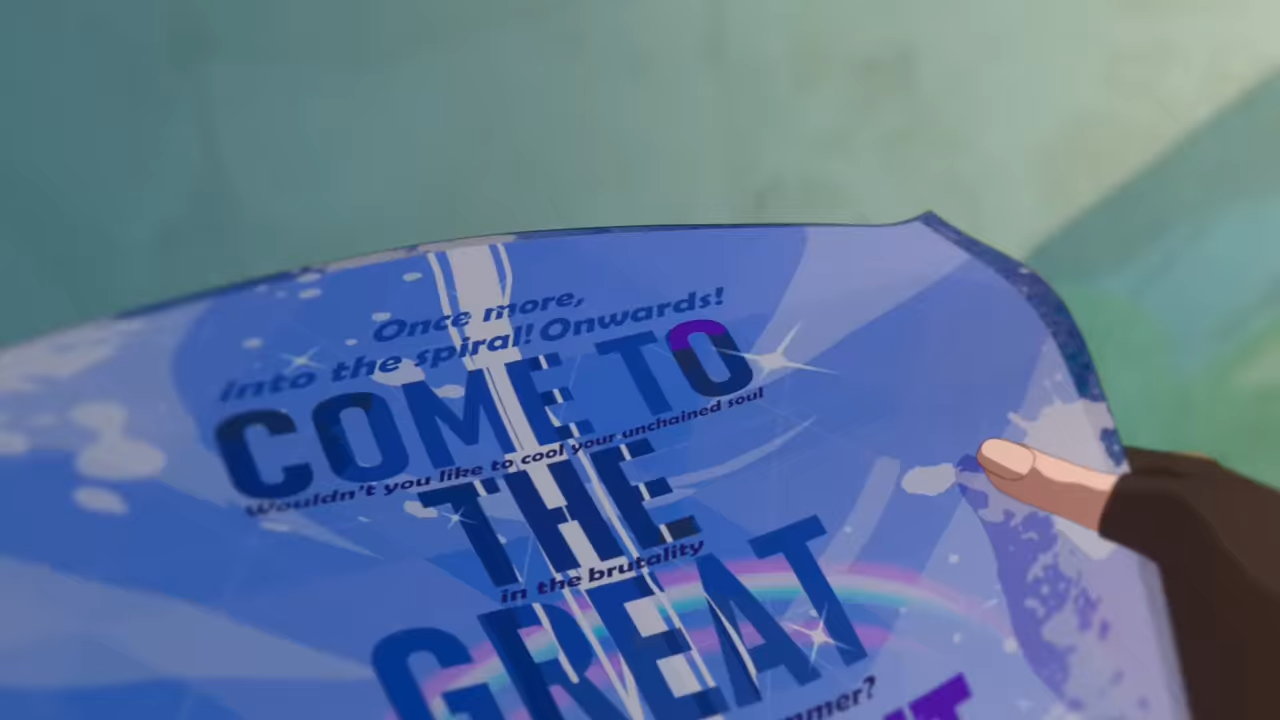 Once more,
into the spiral! Onwards!
COME TO
Wouldn't you like to cool your unchained soul
THE
in the brutality
GREAT